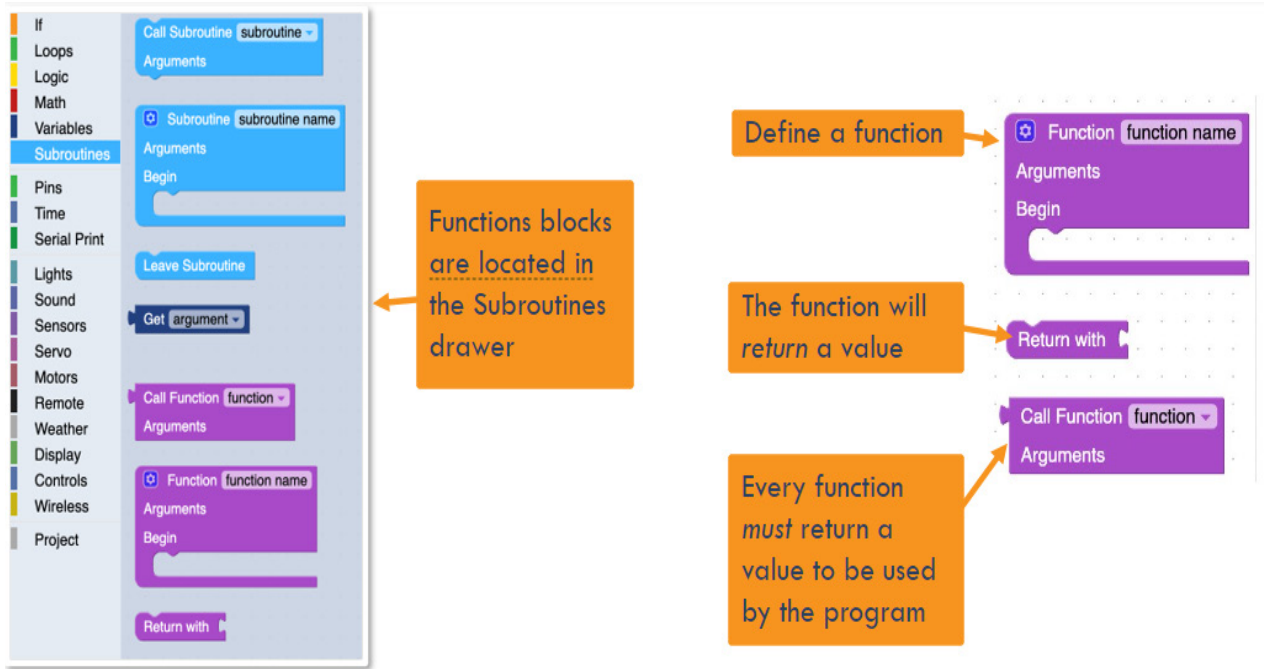 If
Loops
Logic
Math
Variables
Subroutines
Pins
Time
Serial Print
Lights
Sound
Sensors
Servo
Motors
Remote
Weather
Display
Controls
Wireless
Project
Call Subroutine subroutine
Arguments
Subroutine subroutine name
Arguments
Begin
Leave Subroutine
Get argument
Call Function function
Arguments
Function function name
Arguments
Begin
Return with
Functions blocks
are located in
the Subroutines
drawer
Define a function
The function will
return a value
Every function
must return a
value to be used
by the program
Function function name
Arguments
Begin
Return with
Call Function function
Arguments